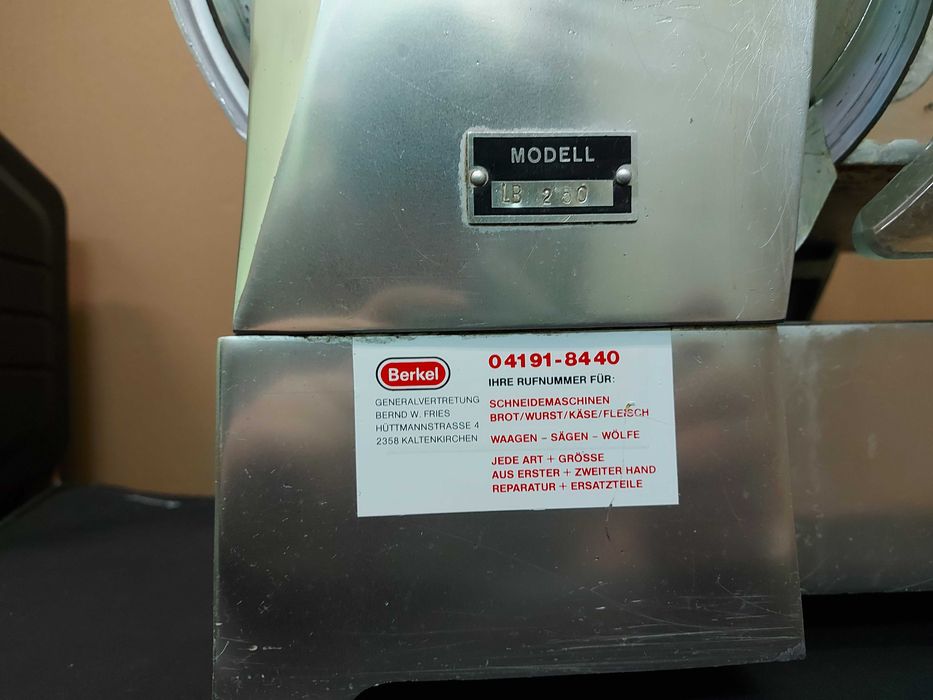 MODELL
LB 250
Berkel
GENERALVERTRETUNG
BERND W. FRIES
HÜTTMANNSTRASSE 4
2358 KALTENKIRCHEN
04191-8440
IHRE RUFNUMMER FÜR:
SCHNEIDEMASCHINEN
BROT/WURST/KÄSE/FLEISCH
WAAGEN – SÄGEN – WÖLFE
JEDE ART + GRÖSSE
AUS ERSTER + ZWEITER HAND
REPARATUR + ERSATZTEILE